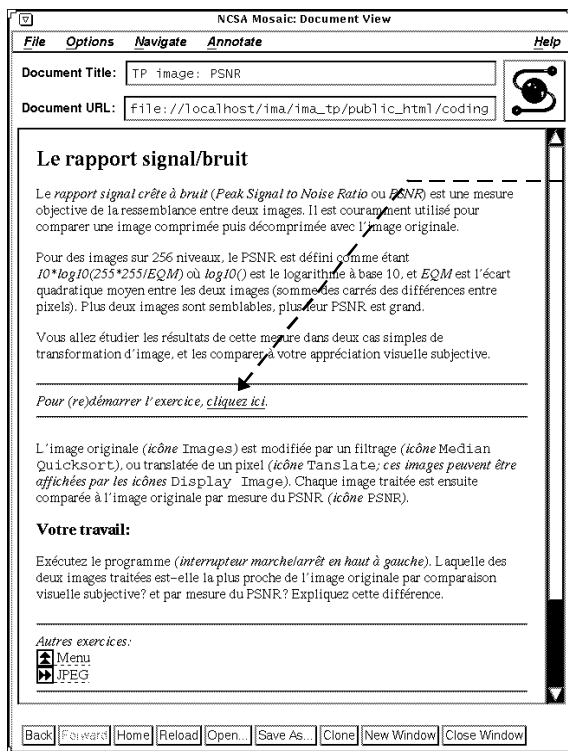 NCSA Mosaic: Document View
File Options Navigate Annotate Help
Document Title: TP image: PSNR
Document URL: file://localhost/ima/ima_tp/public_html/coding
Le rapport signal/bruit
Le rapport signal crête à bruit (Peak Signal to Noise Ratio ou PSNR) est une mesure
objective de la ressemblance entre deux images. Il est couramment utilisé pour
comparer une image comprimée puis décomprimée avec l'image originale.
Pour des images sur 256 niveaux, le PSNR est défini comme étant
10*log10(255*255/EQM) où log10() est le logarithme à base 10, et EQM est l'écart
quadratique moyen entre les deux images (somme des carrés des différences entre
pixels). Plus deux images sont semblables, plus leur PSNR est grand.
Vous allez étudier les résultats de cette mesure dans deux cas simples de
transformation d'image, et les comparer à votre appréciation visuelle subjective.
Pour (re)démarrer l'exercice, cliquez ici.
L'image originale (icône Images) est modifiée par un filtrage (icône Median
Quicksort), ou translatée de un pixel (icône Tanslate; ces images peuvent être
affichées par les icônes Display Image). Chaque image traitée est ensuite
comparée à l'image originale par mesure du PSNR (icône PSNR).
Votre travail:
Exécutez le programme (interrupteur marche/arrêt en haut à gauche). Laquelle des
deux images traitées est-elle la plus proche de l'image originale par comparaison
visuelle subjective? et par mesure du PSNR? Expliquez cette différence.
Autres exercices:
Menu
JPEG
Back Forward Home Reload Open... Save As... Clone New Window Close Window